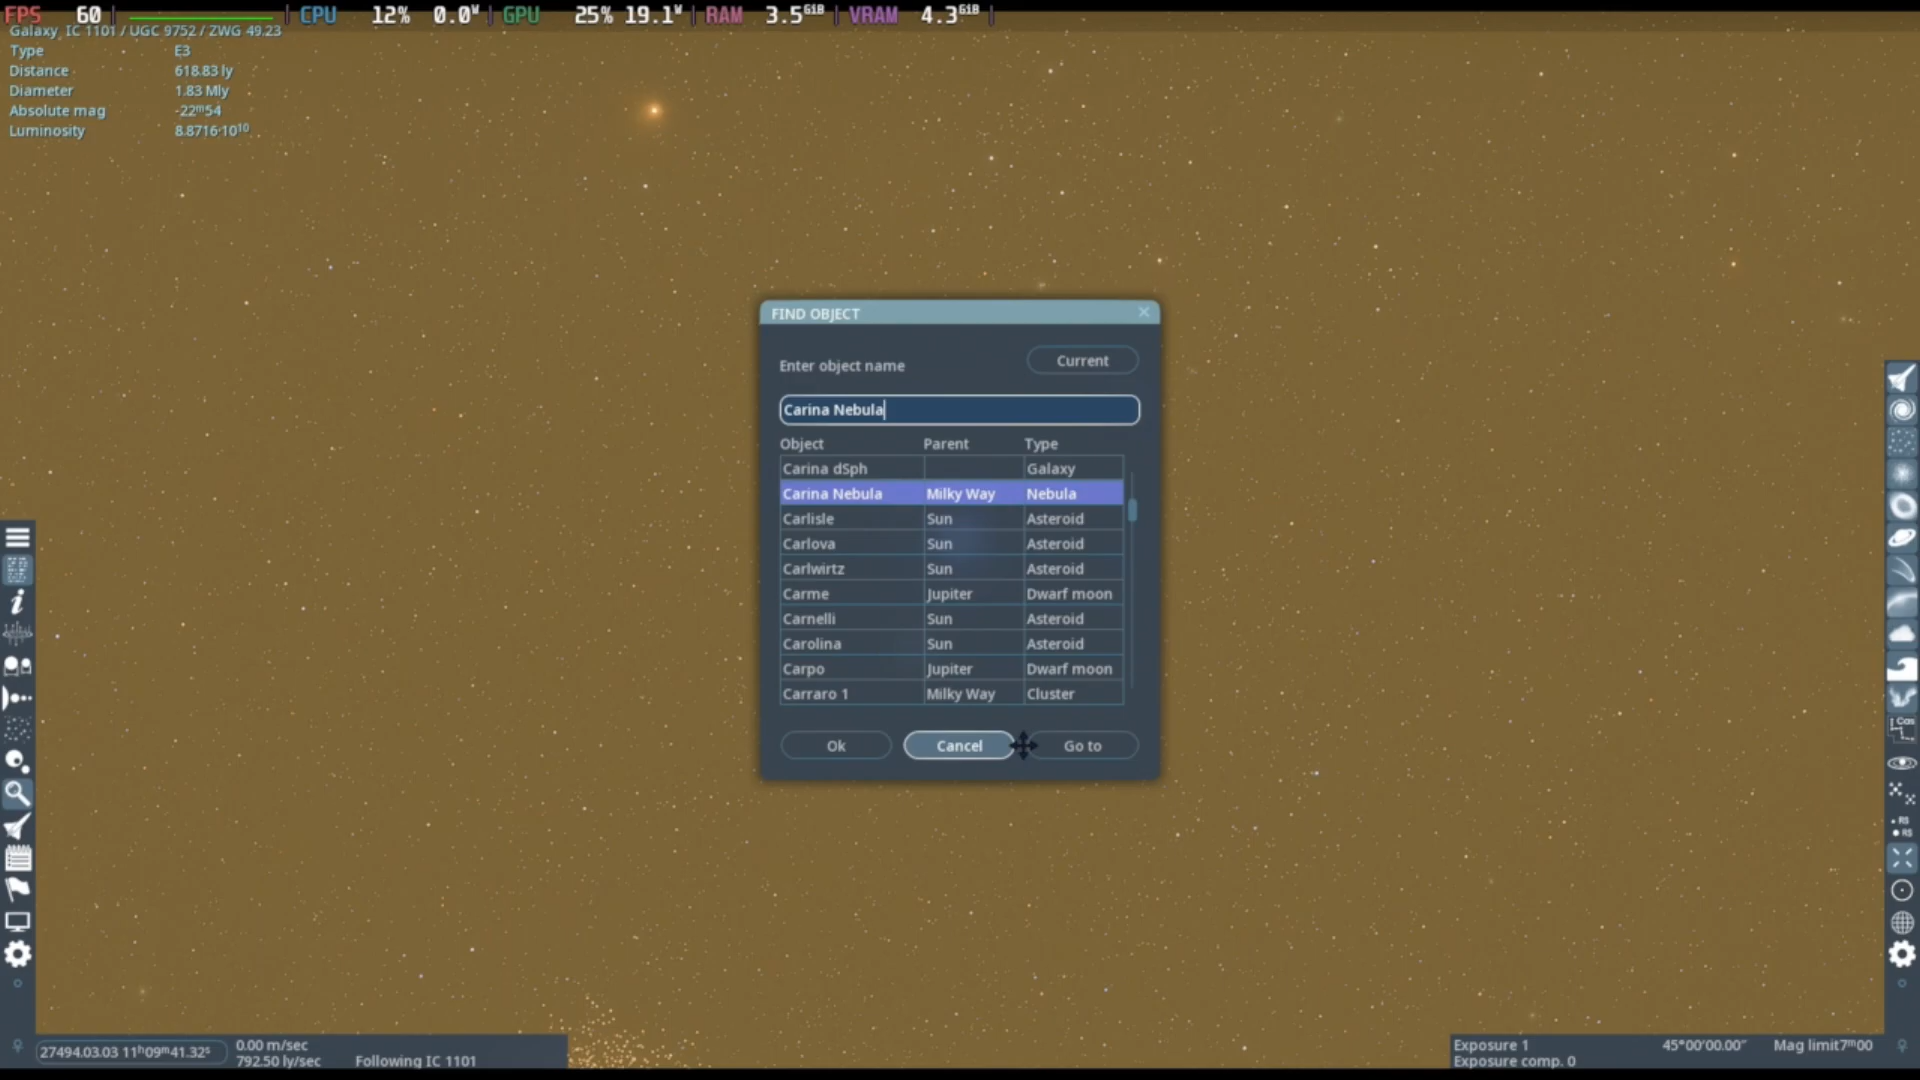 FPS 60 CPU 12% 0.0W GPU 25% 19.1W RAM 3.5GiB VRAM 4.3GiB
Galaxy IC 1101 / UGC 9752 / ZWG 49.23
Type E3
Distance 618.83 ly
Diameter 1.83 Mly
Absolute mag -22ᵐ54
Luminosity 8.8716·10¹⁰
FIND OBJECT
Enter object name Current
Carina Nebula
Object Parent Type
Carina dSph Galaxy
Carina Nebula Milky Way Nebula
Carlisle Sun Asteroid
Carlova Sun Asteroid
Carlwirtz Sun Asteroid
Carme Jupiter Dwarf moon
Carnelli Sun Asteroid
Carolina Sun Asteroid
Carpo Jupiter Dwarf moon
Carraro 1 Milky Way Cluster
Ok Cancel Go to
Cas
RS
RS
27494.03.03 11ʰ09ᵐ41.32ˢ
0.00 m/sec
792.50 ly/sec Following IC 1101
Exposure 1 45°00'00.00" Mag limit7ᵐ00
Exposure comp. 0